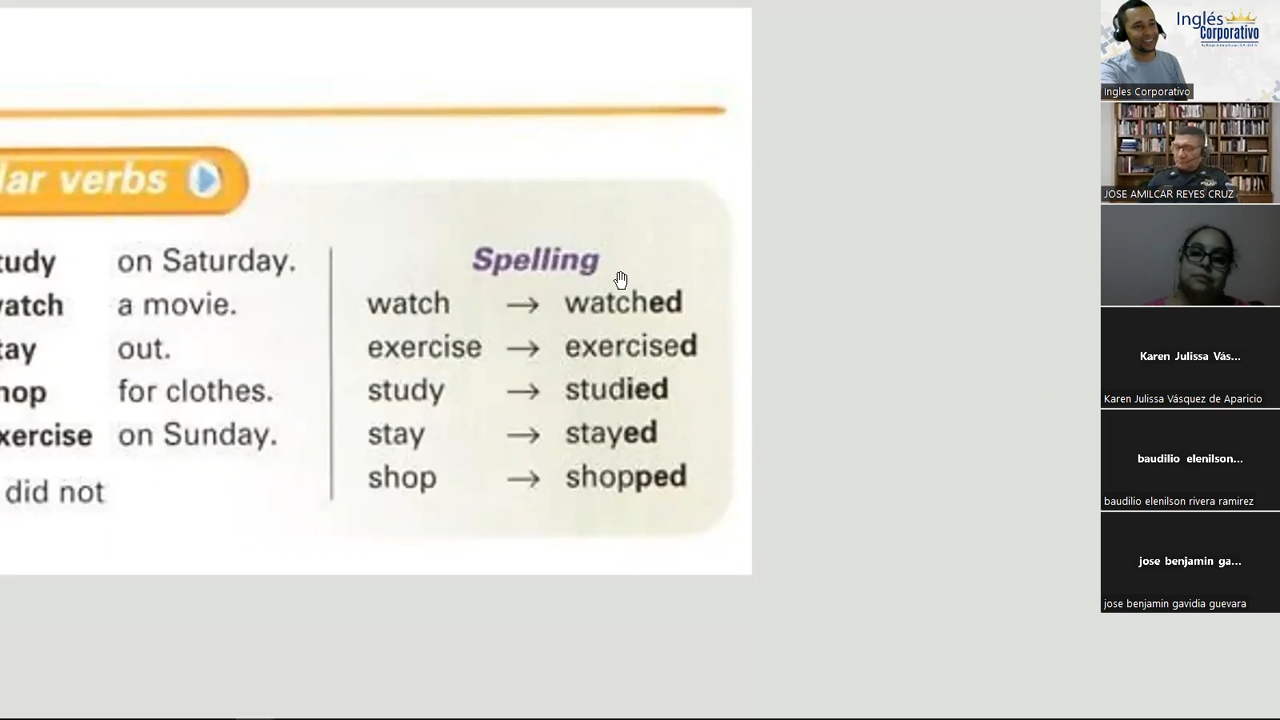 lar verbs
tudy on Saturday.
vatch a movie.
tay out.
hop for clothes.
xercise on Sunday.
did not
Spelling
watch → watched
exercise → exercised
study → studied
stay → stayed
shop → shopped
Inglés
Corporativo
Ingles Corporativo
JOSE AMILCAR REYES CRUZ
Karen Julissa Vás...
Karen Julissa Vásquez de Aparicio
baudilio elenilson...
baudilio elenilson rivera ramirez
jose benjamin ga...
jose benjamin gavidia guevara